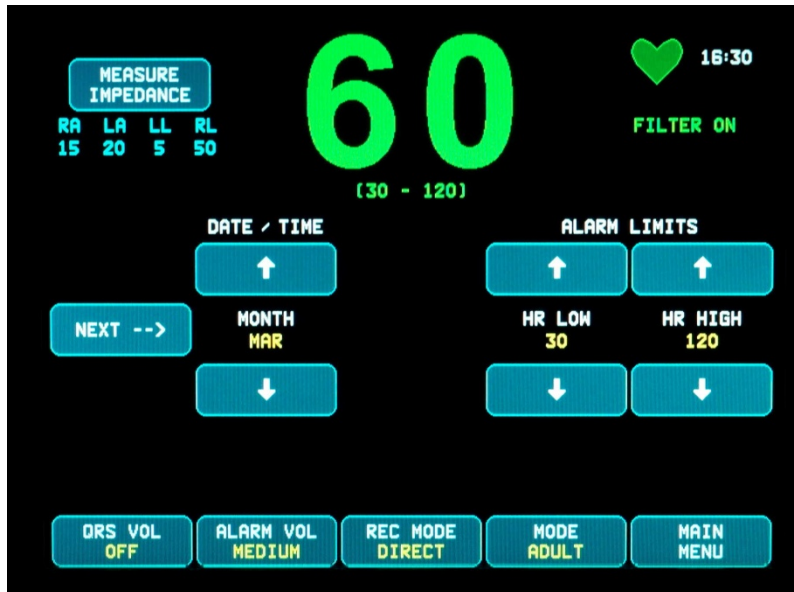 MEASURE
IMPEDANCE
RA LA LL RL
15 20 5 50
60
(30 - 120)
16:30
FILTER ON
DATE / TIME
ALARM LIMITS
NEXT -->
MONTH
MAR
HR LOW
30
HR HIGH
120
QRS VOL
OFF
ALARM VOL
MEDIUM
REC MODE
DIRECT
MODE
ADULT
MAIN
MENU